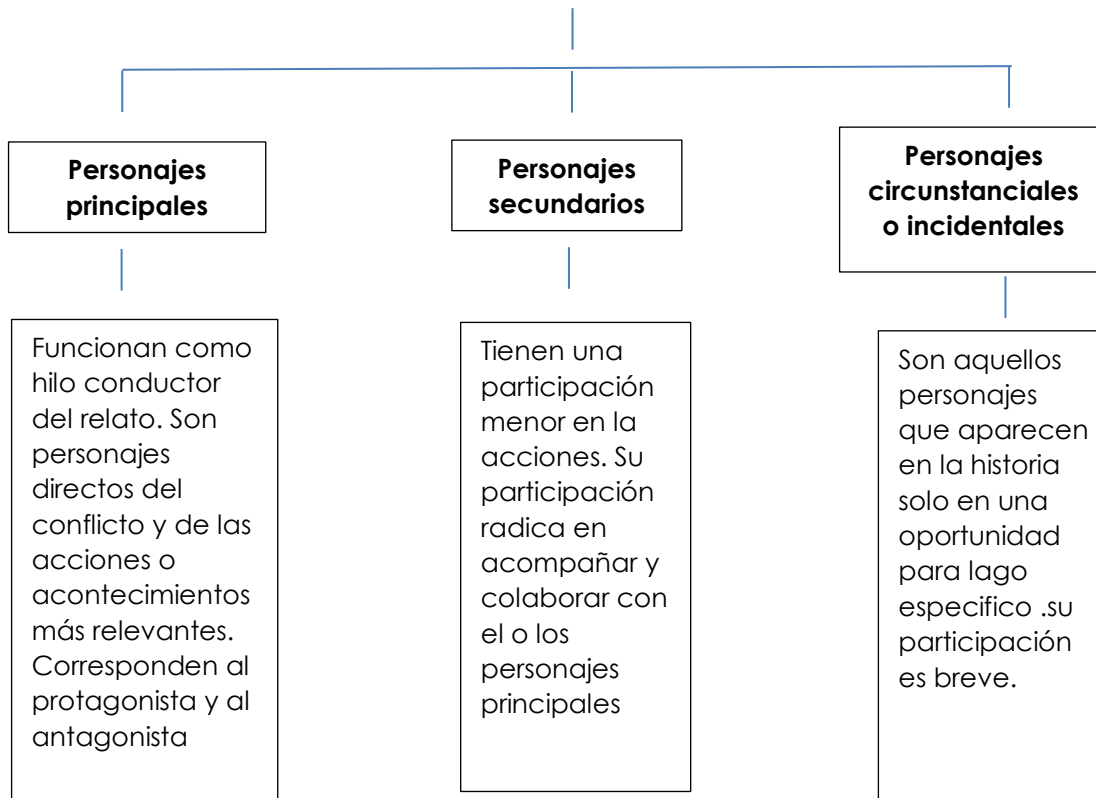 Personajes
principales
Personajes
secundarios
Personajes
circunstanciales
o incidentales
Funcionan como
hilo conductor
del relato. Son
personajes
directos del
conflicto y de las
acciones o
acontecimientos
más relevantes.
Corresponden al
protagonista y al
antagonista
Tienen una
participación
menor en la
acciones. Su
participación
radica en
acompañar y
colaborar con
el o los
personajes
principales
Son aquellos
personajes
que aparecen
en la historia
solo en una
oportunidad
para lago
especifico .su
participación
es breve.